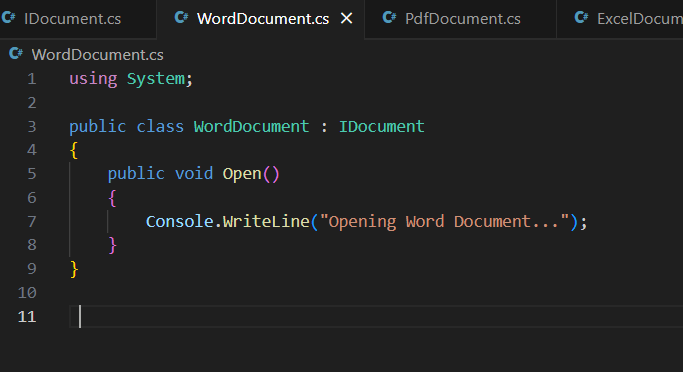 C# IDocument.cs C# WordDocument.cs × C# PdfDocument.cs C# ExcelDocum
C# WordDocument.cs
1 using System;
2
3 public class WordDocument : IDocument
4 {
5     public void Open()
6     {
7         Console.WriteLine("Opening Word Document...");
8     }
9 }
10
11